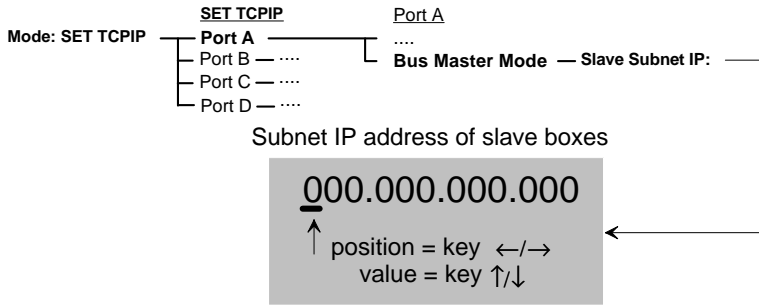 SET TCPIP Port A
Mode: SET TCPIP Port A ....
Port B .... Bus Master Mode Slave Subnet IP:
Port C ....
Port D ....
Subnet IP address of slave boxes
000.000.000.000
position = key ←/→
value = key ↑/↓